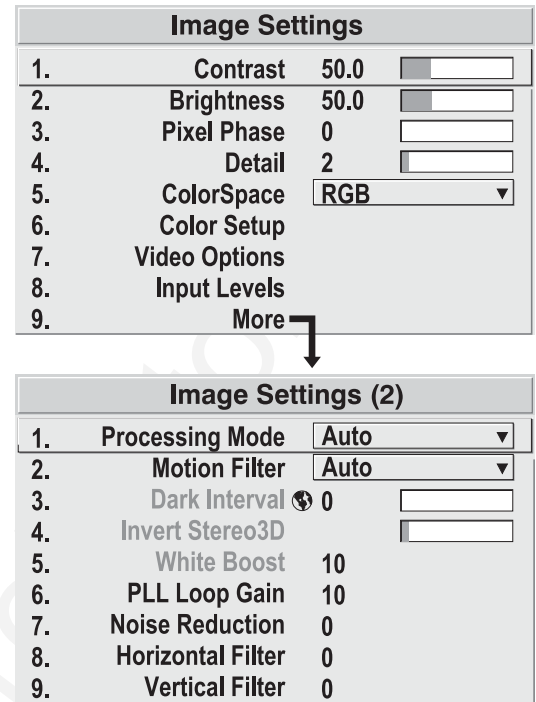 Image Settings
1. Contrast 50.0
2. Brightness 50.0
3. Pixel Phase 0
4. Detail 2
5. ColorSpace RGB
6. Color Setup
7. Video Options
8. Input Levels
9. More
Image Settings (2)
1. Processing Mode Auto
2. Motion Filter Auto
3. Dark Interval 0
4. Invert Stereo3D
5. White Boost 10
6. PLL Loop Gain 10
7. Noise Reduction 0
8. Horizontal Filter 0
9. Vertical Filter 0